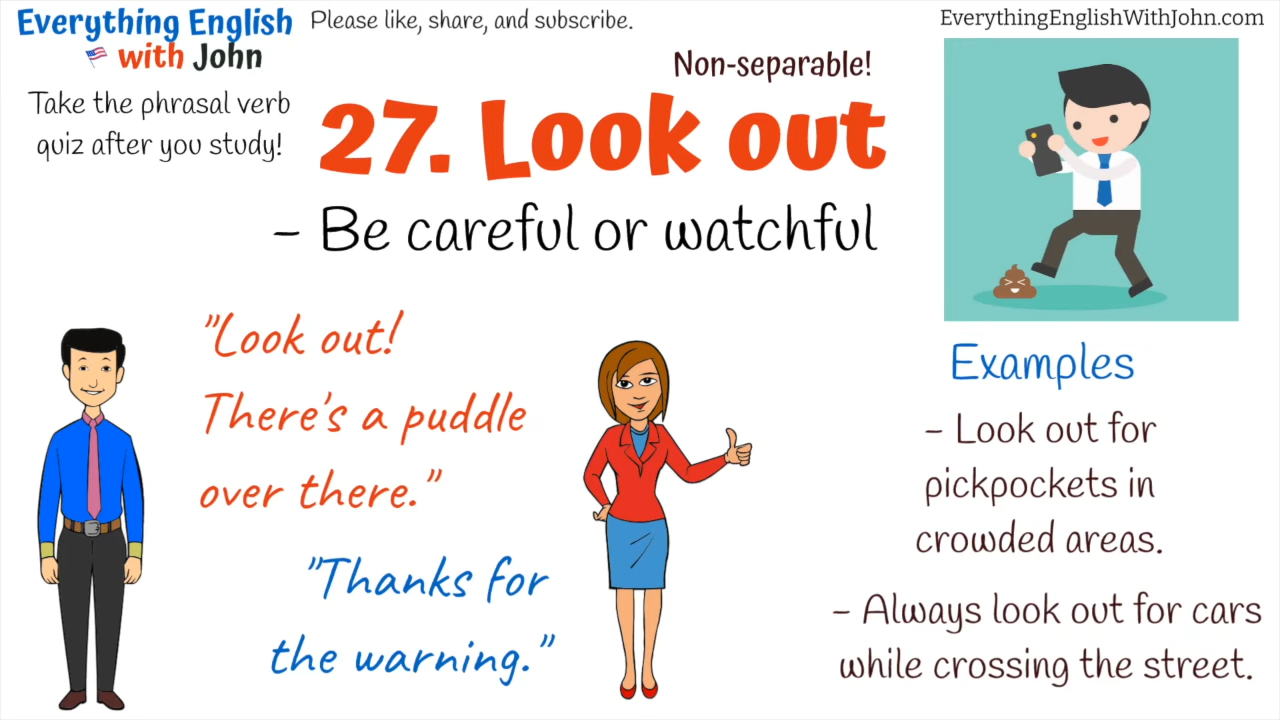 Everything English
with John
Please like, share, and subscribe.
EverythingEnglishWithJohn.com
Take the phrasal verb
quiz after you study!
Non-separable!
27. Look out
- Be careful or watchful
"Look out!
There's a puddle
over there."
"Thanks for
the warning."
Examples
- Look out for
pickpockets in
crowded areas.
- Always look out for cars
while crossing the street.